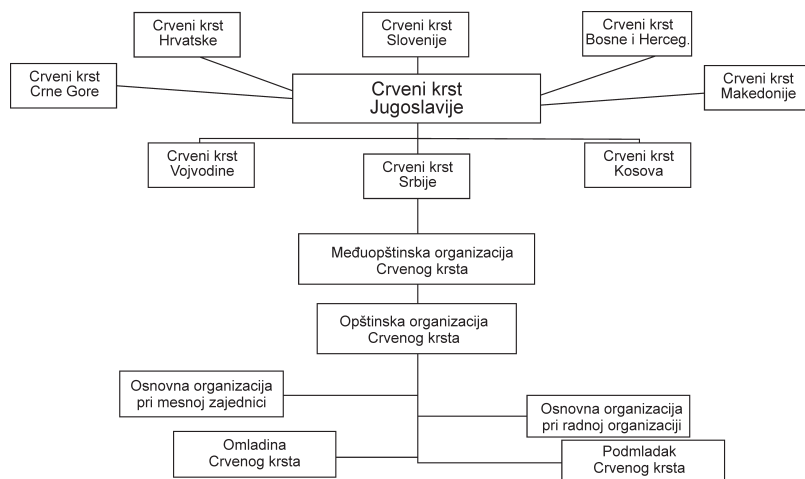 Crveni krst
Hrvatske
Crveni krst
Slovenije
Crveni krst
Bosne i Herceg.
Crveni krst
Crne Gore
Crveni krst
Jugoslavije
Crveni krst
Makedonije
Crveni krst
Vojvodine
Crveni krst
Srbije
Crveni krst
Kosova
Međuopštinska organizacija
Crvenog krsta
Opštinska organizacija
Crvenog krsta
Osnovna organizacija
pri mesnoj zajednici
Osnovna organizacija
pri radnoj organizaciji
Omladina
Crvenog krsta
Podmladak
Crvenog krsta